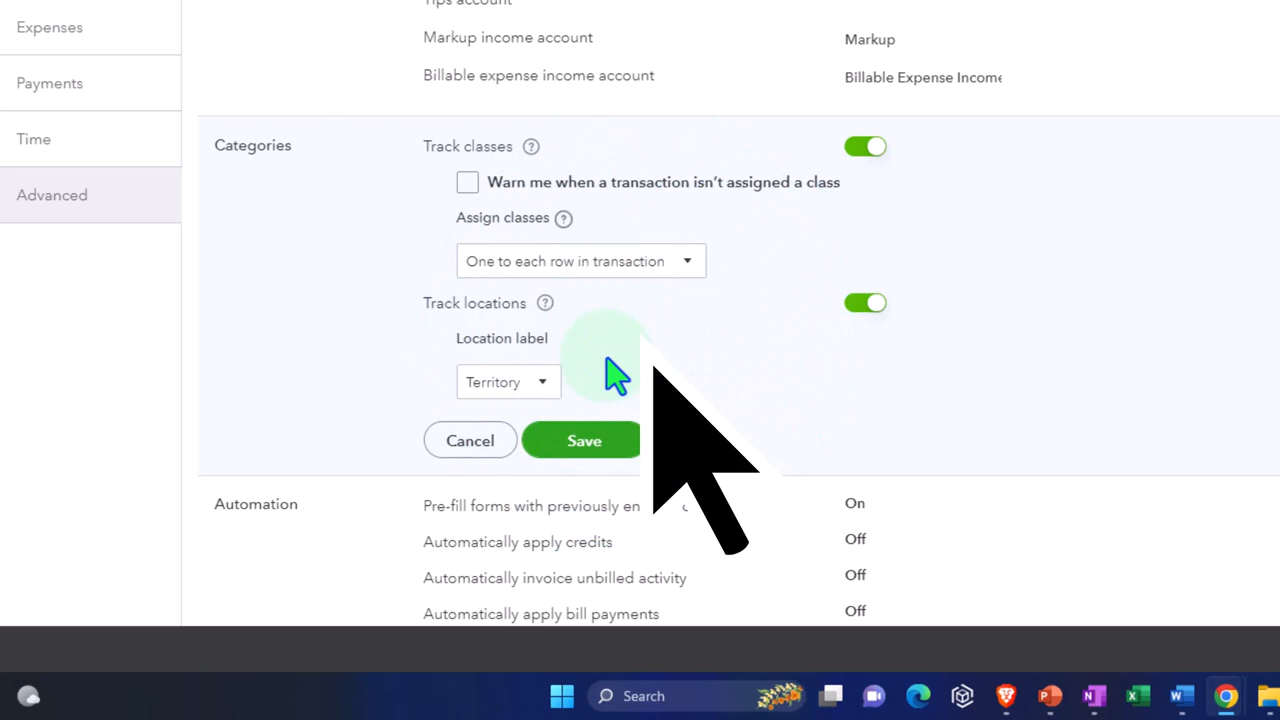 Expenses
Payments
Time
Advanced
Tips account
Markup income account
Markup
Billable expense income account
Billable Expense Income
Categories
Track classes ?
Warn me when a transaction isn't assigned a class
Assign classes ?
One to each row in transaction
Track locations ?
Location label
Territory
Cancel
Save
Automation
Pre-fill forms with previously
On
Automatically apply credits
Off
Automatically invoice unbilled activity
Off
Automatically apply bill payments
Off
Search